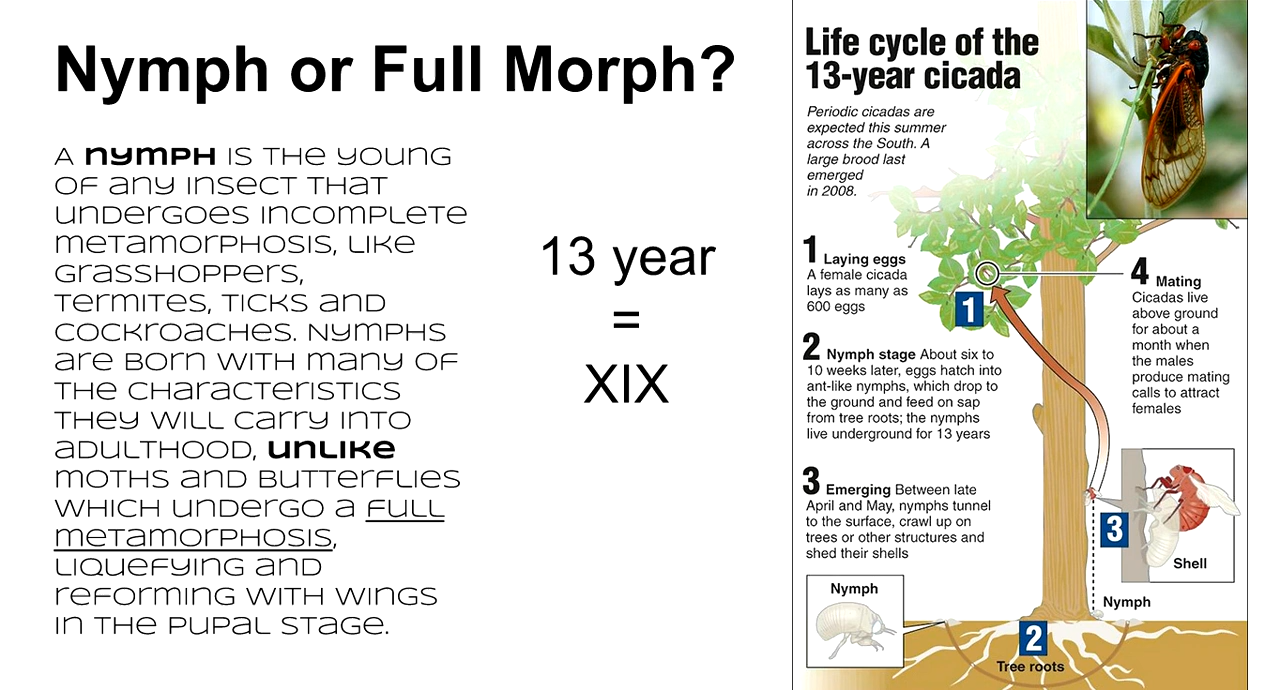 Nymph or Full Morph?
A nymph is the young
of any insect that
undergoes incomplete
metamorphosis, like
grasshoppers,
termites, ticks and
cockroaches. Nymphs
are born with many of
the characteristics
they will carry into
adulthood, unlike
moths and butterflies
which undergo a full
metamorphosis,
liquefying and
reforming with wings
in the pupal stage.
13 year
=
XIX
Life cycle of the
13-year cicada
Periodic cicadas are
expected this summer
across the South. A
large brood last
emerged
in 2008.
1 Laying eggs
A female cicada
lays as many as
600 eggs
1
2 Nymph stage About six to
10 weeks later, eggs hatch into
ant-like nymphs, which drop to
the ground and feed on sap
from tree roots; the nymphs
live underground for 13 years
3 Emerging Between late
April and May, nymphs tunnel
to the surface, crawl up on
trees or other structures and
shed their shells
4 Mating
Cicadas live
above ground
for about a
month when
the males
produce mating
calls to attract
females
3
Shell
Nymph
Nymph
2
Tree roots